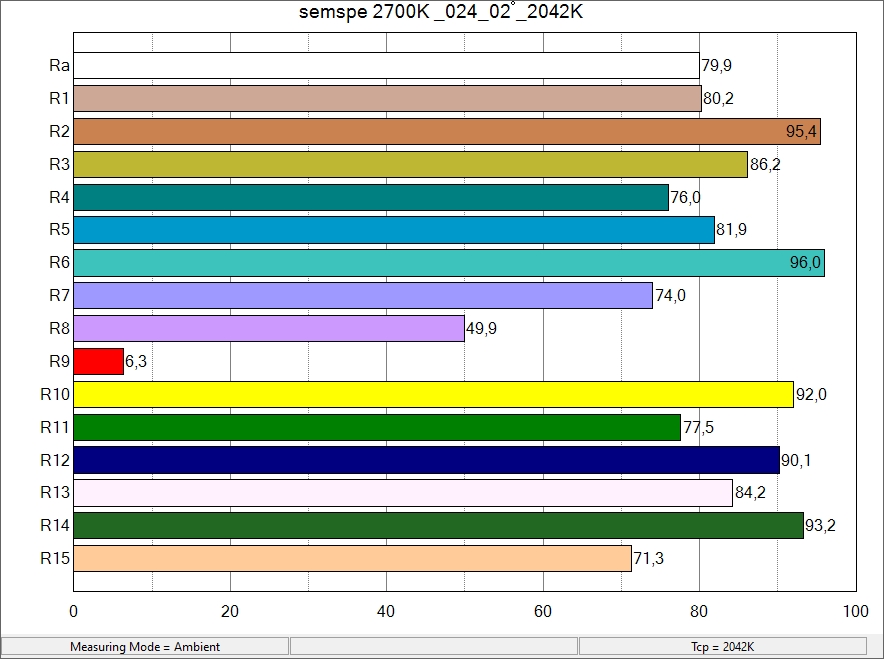 semspe 2700K _024_02°_2042K
Ra 79,9
R1 80,2
R2 95,4
R3 86,2
R4 76,0
R5 81,9
R6 96,0
R7 74,0
R8 49,9
R9 6,3
R10 92,0
R11 77,5
R12 90,1
R13 84,2
R14 93,2
R15 71,3
0 20 40 60 80 100
Measuring Mode = Ambient Tcp = 2042K